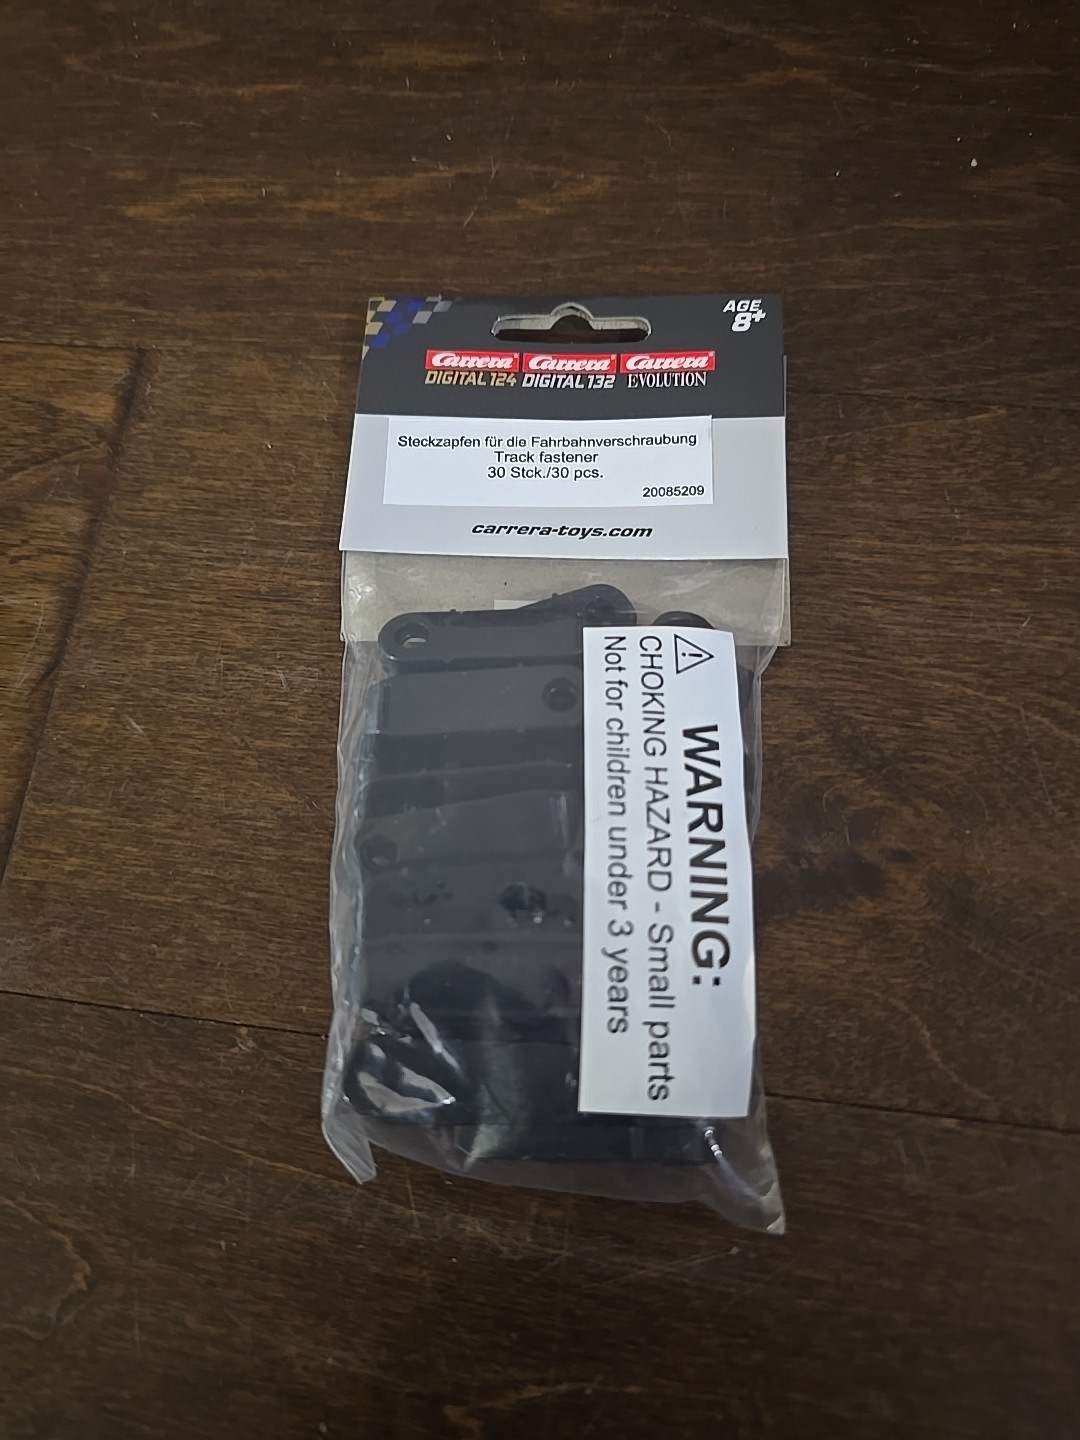 AGE
8+
Carrera Carrera Carrera
DIGITAL 124 DIGITAL 132 EVOLUTION
Steckzapfen für die Fahrbahnverschraubung
Track fastener
30 Stck./30 pcs.
20085209
carrera-toys.com
WARNING:
CHOKING HAZARD - Small parts
Not for children under 3 years